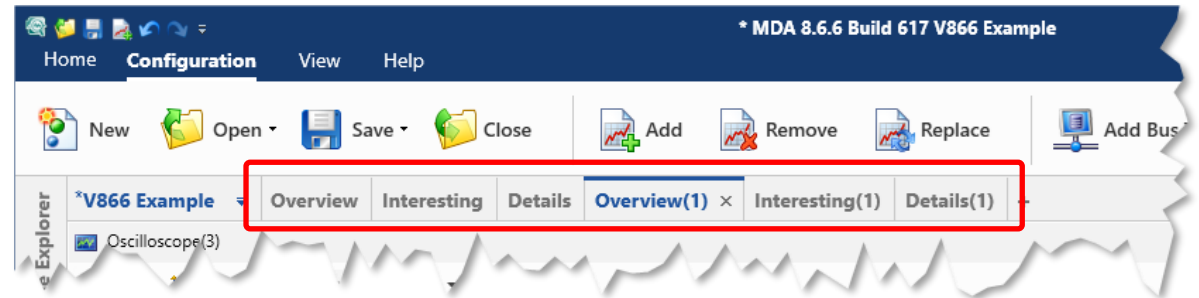 * MDA 8.6.6 Build 617 V866 Example
Home Configuration View Help
New Open Save Close Add Remove Replace Add Bus
*V866 Example Overview Interesting Details Overview(1) × Interesting(1) Details(1)
Explorer
Oscilloscope(3)